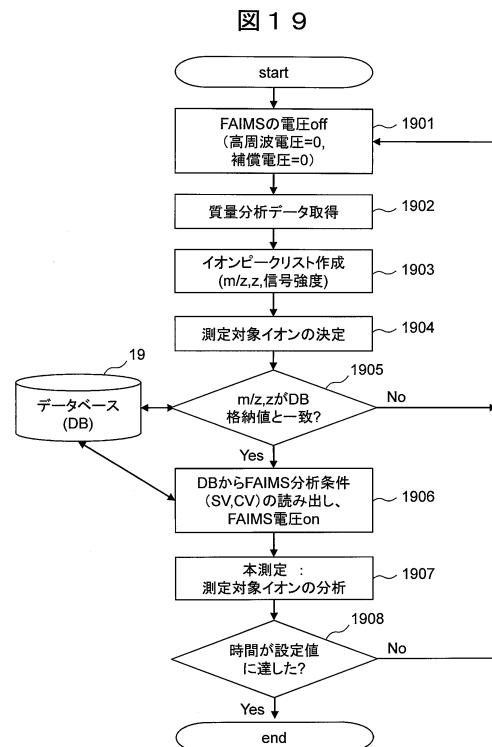 図１９
start
FAIMSの電圧off
(高周波電圧=0,
補償電圧=0)
1901
質量分析データ取得
1902
イオンピークリスト作成
(m/z,z,信号強度)
1903
測定対象イオンの決定
1904
19
データベース
(DB)
m/z,zがDB
格納値と一致?
1905
No
Yes
DBからFAIMS分析条件
(SV,CV)の読み出し、
FAIMS電圧on
1906
本測定 :
測定対象イオンの分析
1907
時間が設定値
に達した?
1908
No
Yes
end